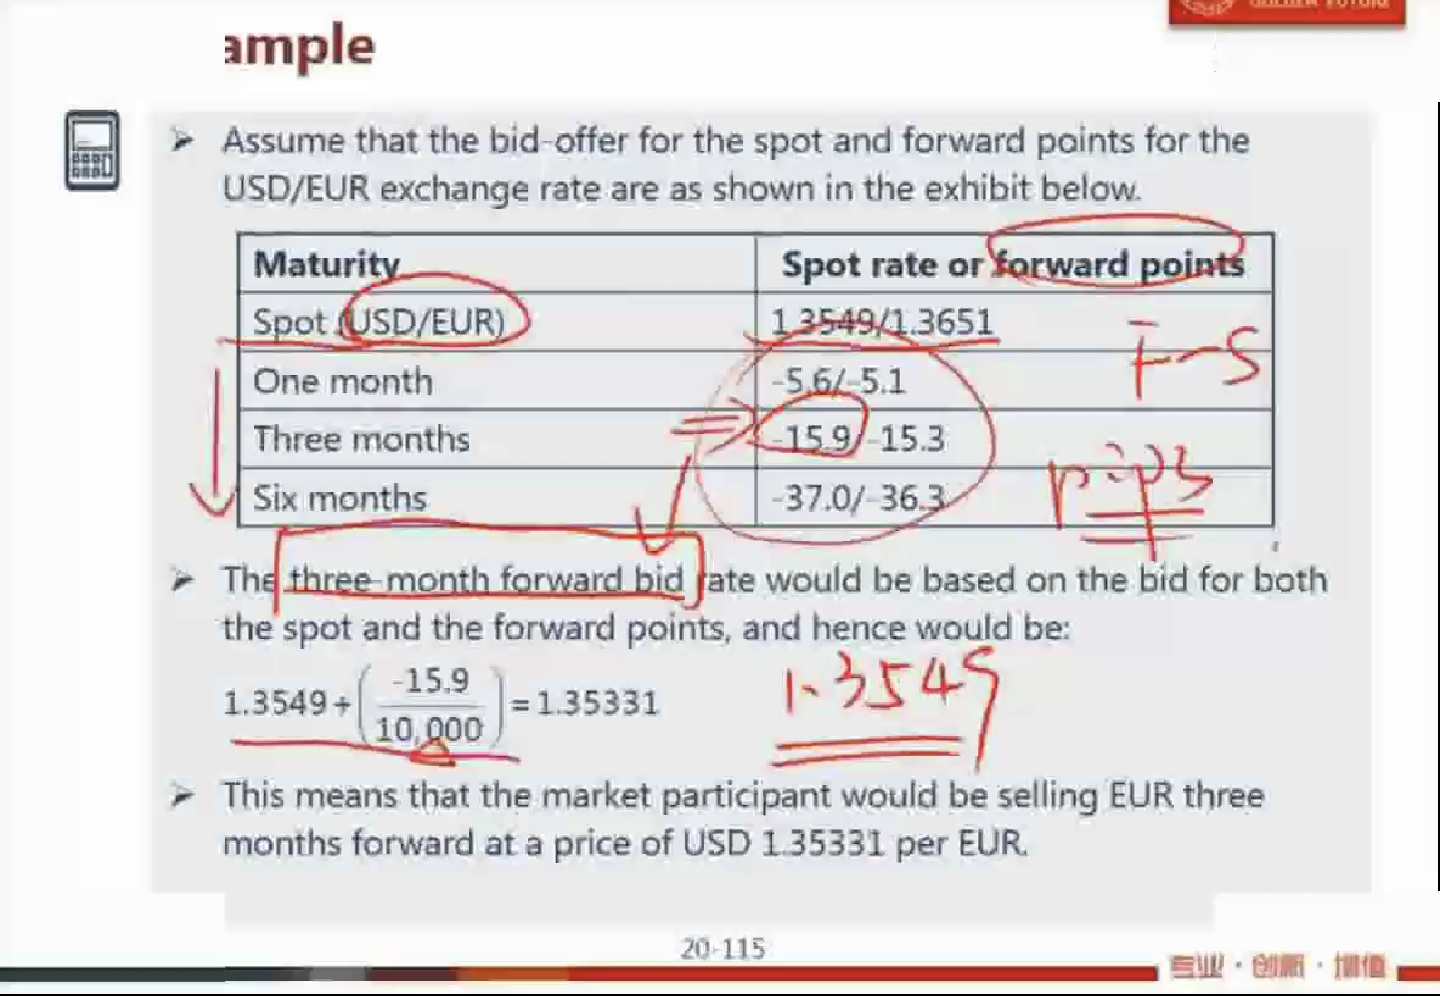 ample
Assume that the bid-offer for the spot and forward points for the
USD/EUR exchange rate are as shown in the exhibit below.
Maturity Spot rate or forward points
Spot (USD/EUR) 1.3549/1.3651
F-S
One month -5.6/-5.1
Three months -15.9/-15.3
pips
Six months -37.0/-36.3
The three-month forward bid rate would be based on the bid for both
the spot and the forward points, and hence would be:
1.3549+(-15.9/10,000)=1.35331
1.3549
This means that the market participant would be selling EUR three
months forward at a price of USD 1.35331 per EUR.
20-115
专业·创新·增值